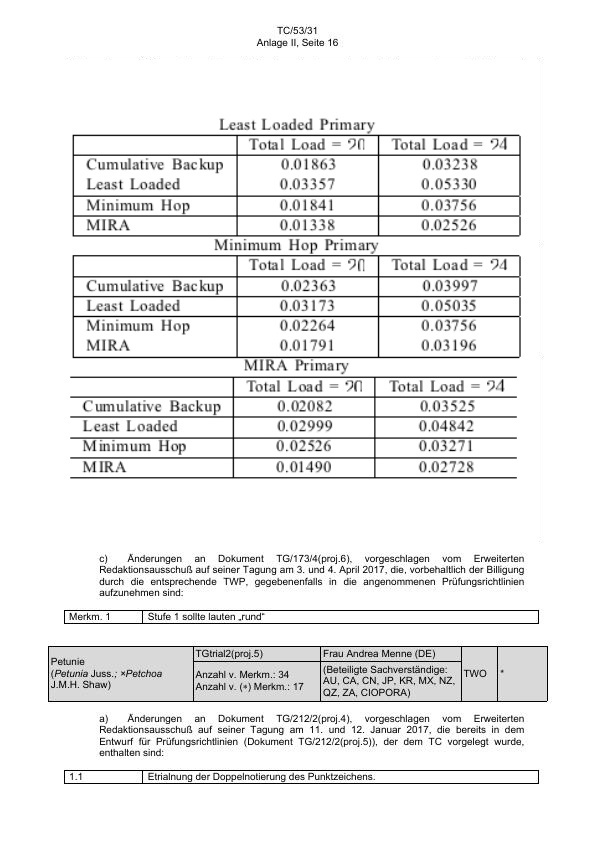 TC/53/31
Anlage II, Seite 16
Least Loaded Primary
Total Load = 20 Total Load = 24
Cumulative Backup 0.01863 0.03238
Least Loaded 0.03357 0.05330
Minimum Hop 0.01841 0.03756
MIRA 0.01338 0.02526
Minimum Hop Primary
Total Load = 20 Total Load = 24
Cumulative Backup 0.02363 0.03997
Least Loaded 0.03173 0.05035
Minimum Hop 0.02264 0.03756
MIRA 0.01791 0.03196
MIRA Primary
Total Load = 20 Total Load = 24
Cumulative Backup 0.02082 0.03525
Least Loaded 0.02999 0.04842
Minimum Hop 0.02526 0.03271
MIRA 0.01490 0.02728
c) Änderungen an Dokument TG/173/4(proj.6), vorgeschlagen vom Erweiterten
Redaktionsausschuß auf seiner Tagung am 3. und 4. April 2017, die, vorbehaltlich der Billigung
durch die entsprechende TWP, gegebenenfalls in die angenommenen Prüfungsrichtlinien
aufzunehmen sind:
Merkm. 1 Stufe 1 sollte lauten „rund“
Petunie
(Petunia Juss.; ×Petchoa
J.M.H. Shaw)
TGtrial2(proj.5)
Anzahl v. Merkm.: 34
Anzahl v. (*) Merkm.: 17
Frau Andrea Menne (DE)
(Beteiligte Sachverständige:
AU, CA, CN, JP, KR, MX, NZ,
QZ, ZA, CIOPORA)
TWO
*
a) Änderungen an Dokument TG/212/2(proj.4), vorgeschlagen vom Erweiterten
Redaktionsausschuß auf seiner Tagung am 11. und 12. Januar 2017, die bereits in dem
Entwurf für Prüfungsrichtlinien (Dokument TG/212/2(proj.5)), der dem TC vorgelegt wurde,
enthalten sind:
1.1 Etrialnung der Doppelnotierung des Punktzeichens.